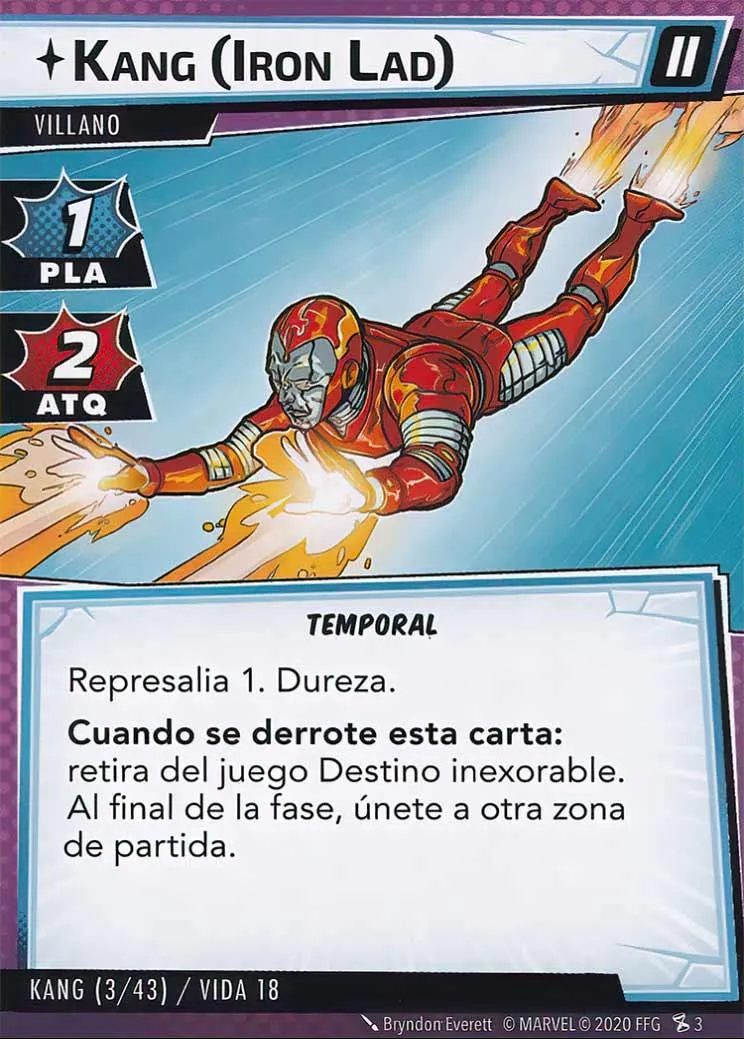 KANG (IRON LAD)
II
VILLANO
1
PLA
2
ATQ
TEMPORAL
Represalia 1. Dureza.
Cuando se derrote esta carta:
retira del juego Destino inexorable.
Al final de la fase, únete a otra zona
de partida.
KANG (3/43) / VIDA 18
Bryndon Everett © MARVEL © 2020 FFG 3